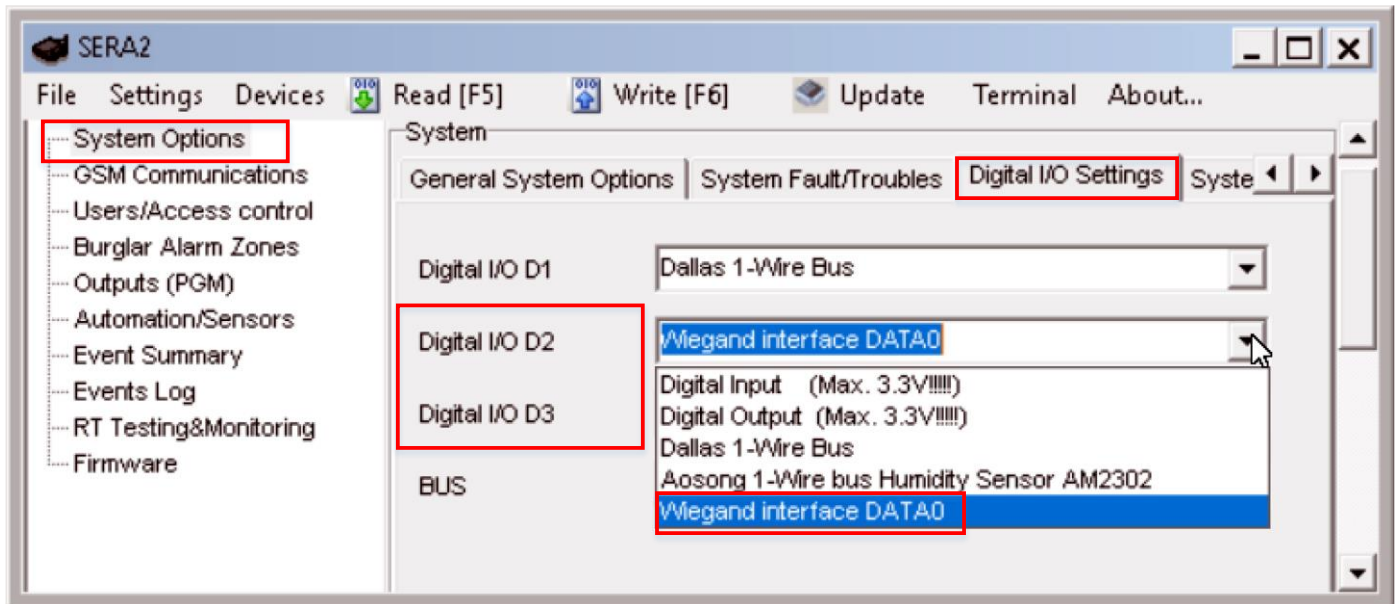 SERA2
File Settings Devices Read [F5] Write [F6] Update Terminal About...
System Options
GSM Communications
Users/Access control
Burglar Alarm Zones
Outputs (PGM)
Automation/Sensors
Event Summary
Events Log
RT Testing&Monitoring
Firmware
System
General System Options System Fault/Troubles Digital I/O Settings Syste
Digital I/O D1 Dallas 1-Wire Bus
Digital I/O D2 Wiegand interface DATA0
Digital Input (Max. 3.3V!!!!!)
Digital Output (Max. 3.3V!!!!!)
Digital I/O D3
Dallas 1-Wire Bus
Aosong 1-Wire bus Humidity Sensor AM2302
BUS
Wiegand interface DATA0